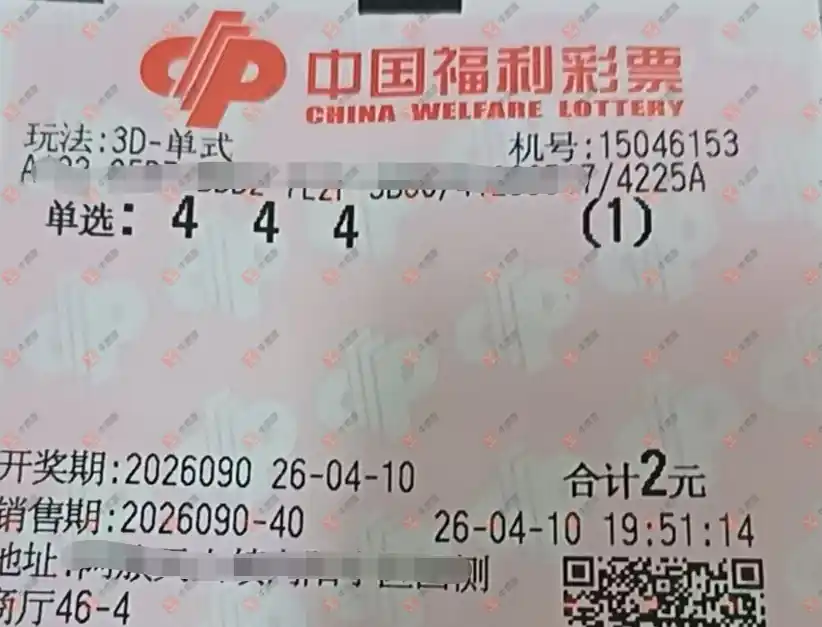 中国福利彩票
CHINA WELFARE LOTTERY
玩法:3D-单式 机号:15046153
7/4225A
单选: 4 4 4 (1)
开奖期:2026090 26-04-10 合计2元
销售期:2026090-40 26-04-10 19:51:14
地址: 侧
商厅46-4